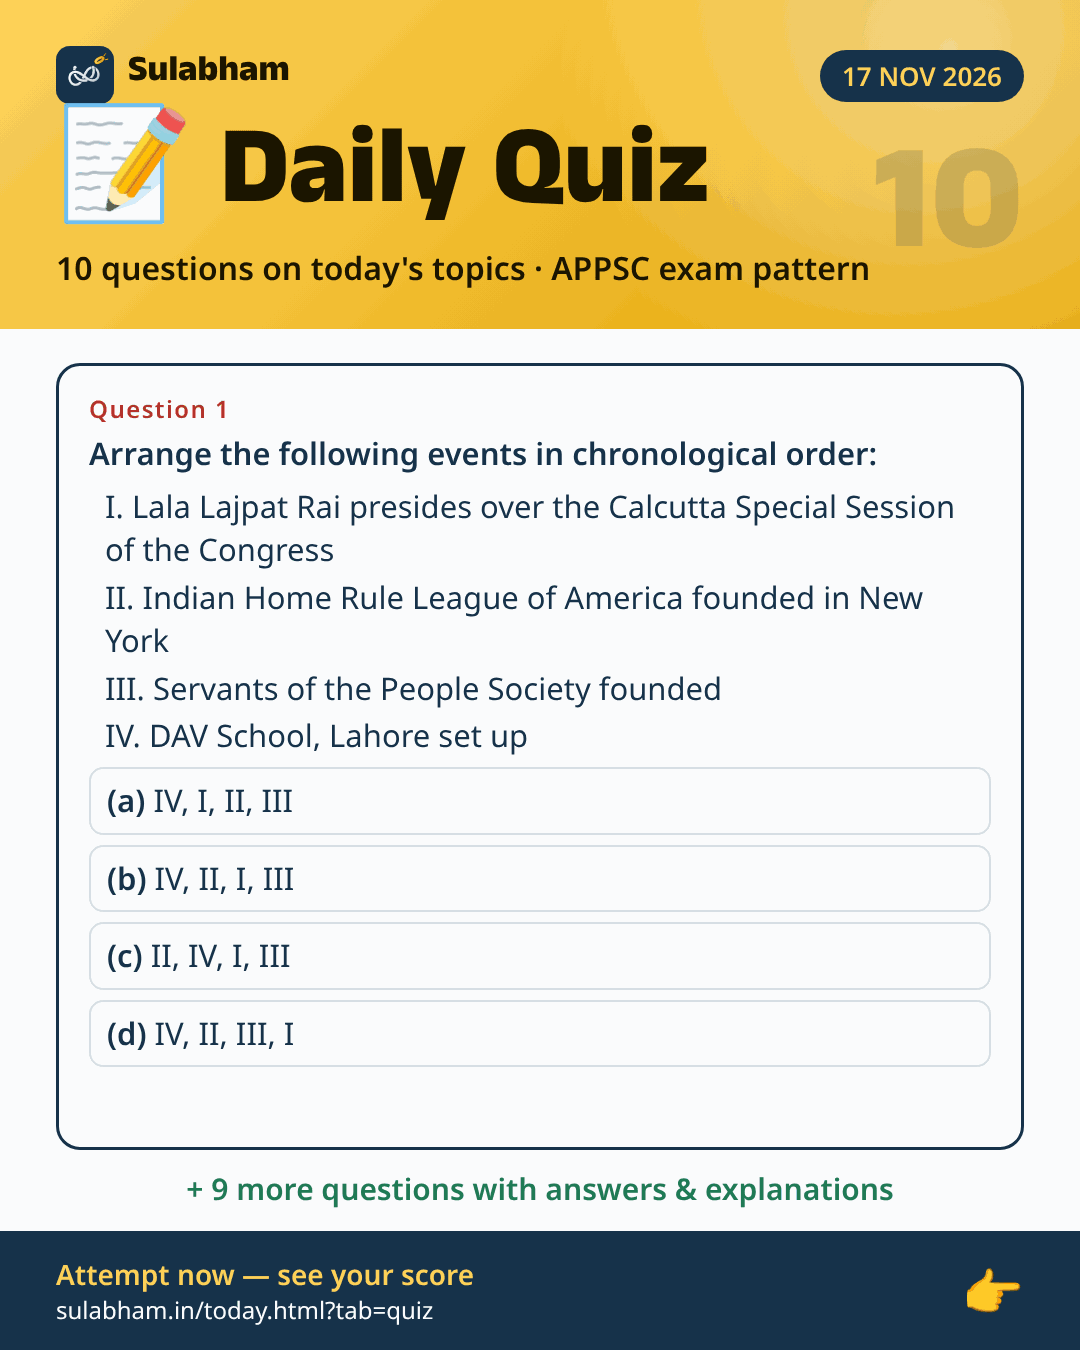 Sulabham
17 NOV 2026
Daily Quiz
10
10 questions on today's topics · APPSC exam pattern
Question 1
Arrange the following events in chronological order:
I. Lala Lajpat Rai presides over the Calcutta Special Session
of the Congress
II. Indian Home Rule League of America founded in New
York
III. Servants of the People Society founded
IV. DAV School, Lahore set up
(a) IV, I, II, III
(b) IV, II, I, III
(c) II, IV, I, III
(d) IV, II, III, I
+ 9 more questions with answers & explanations
Attempt now — see your score
sulabham.in/today.html?tab=quiz